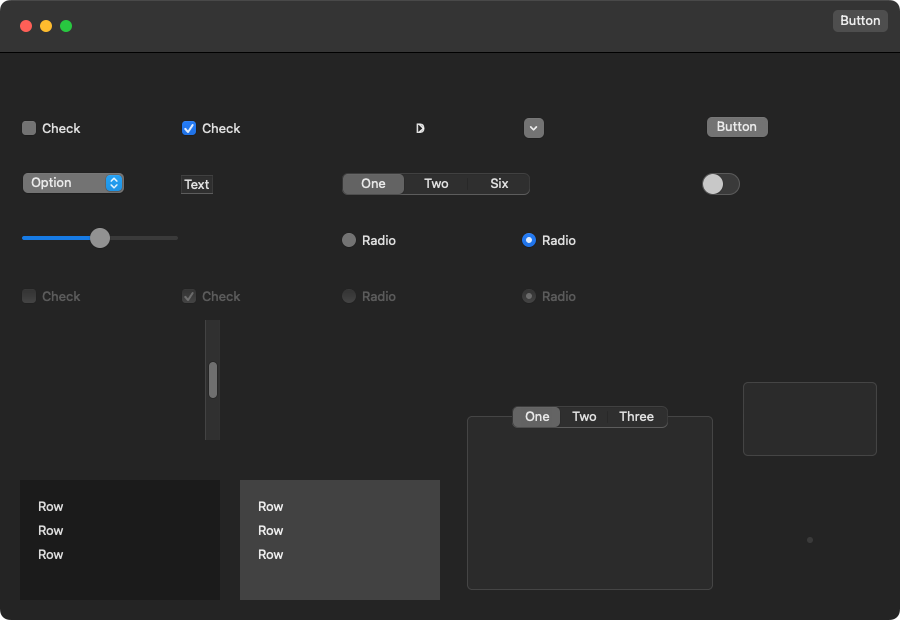 Button
Check
Check
D
Button
Option
Text
One
Two
Six
Radio
Radio
Check
Check
Radio
Radio
One
Two
Three
Row
Row
Row
Row
Row
Row